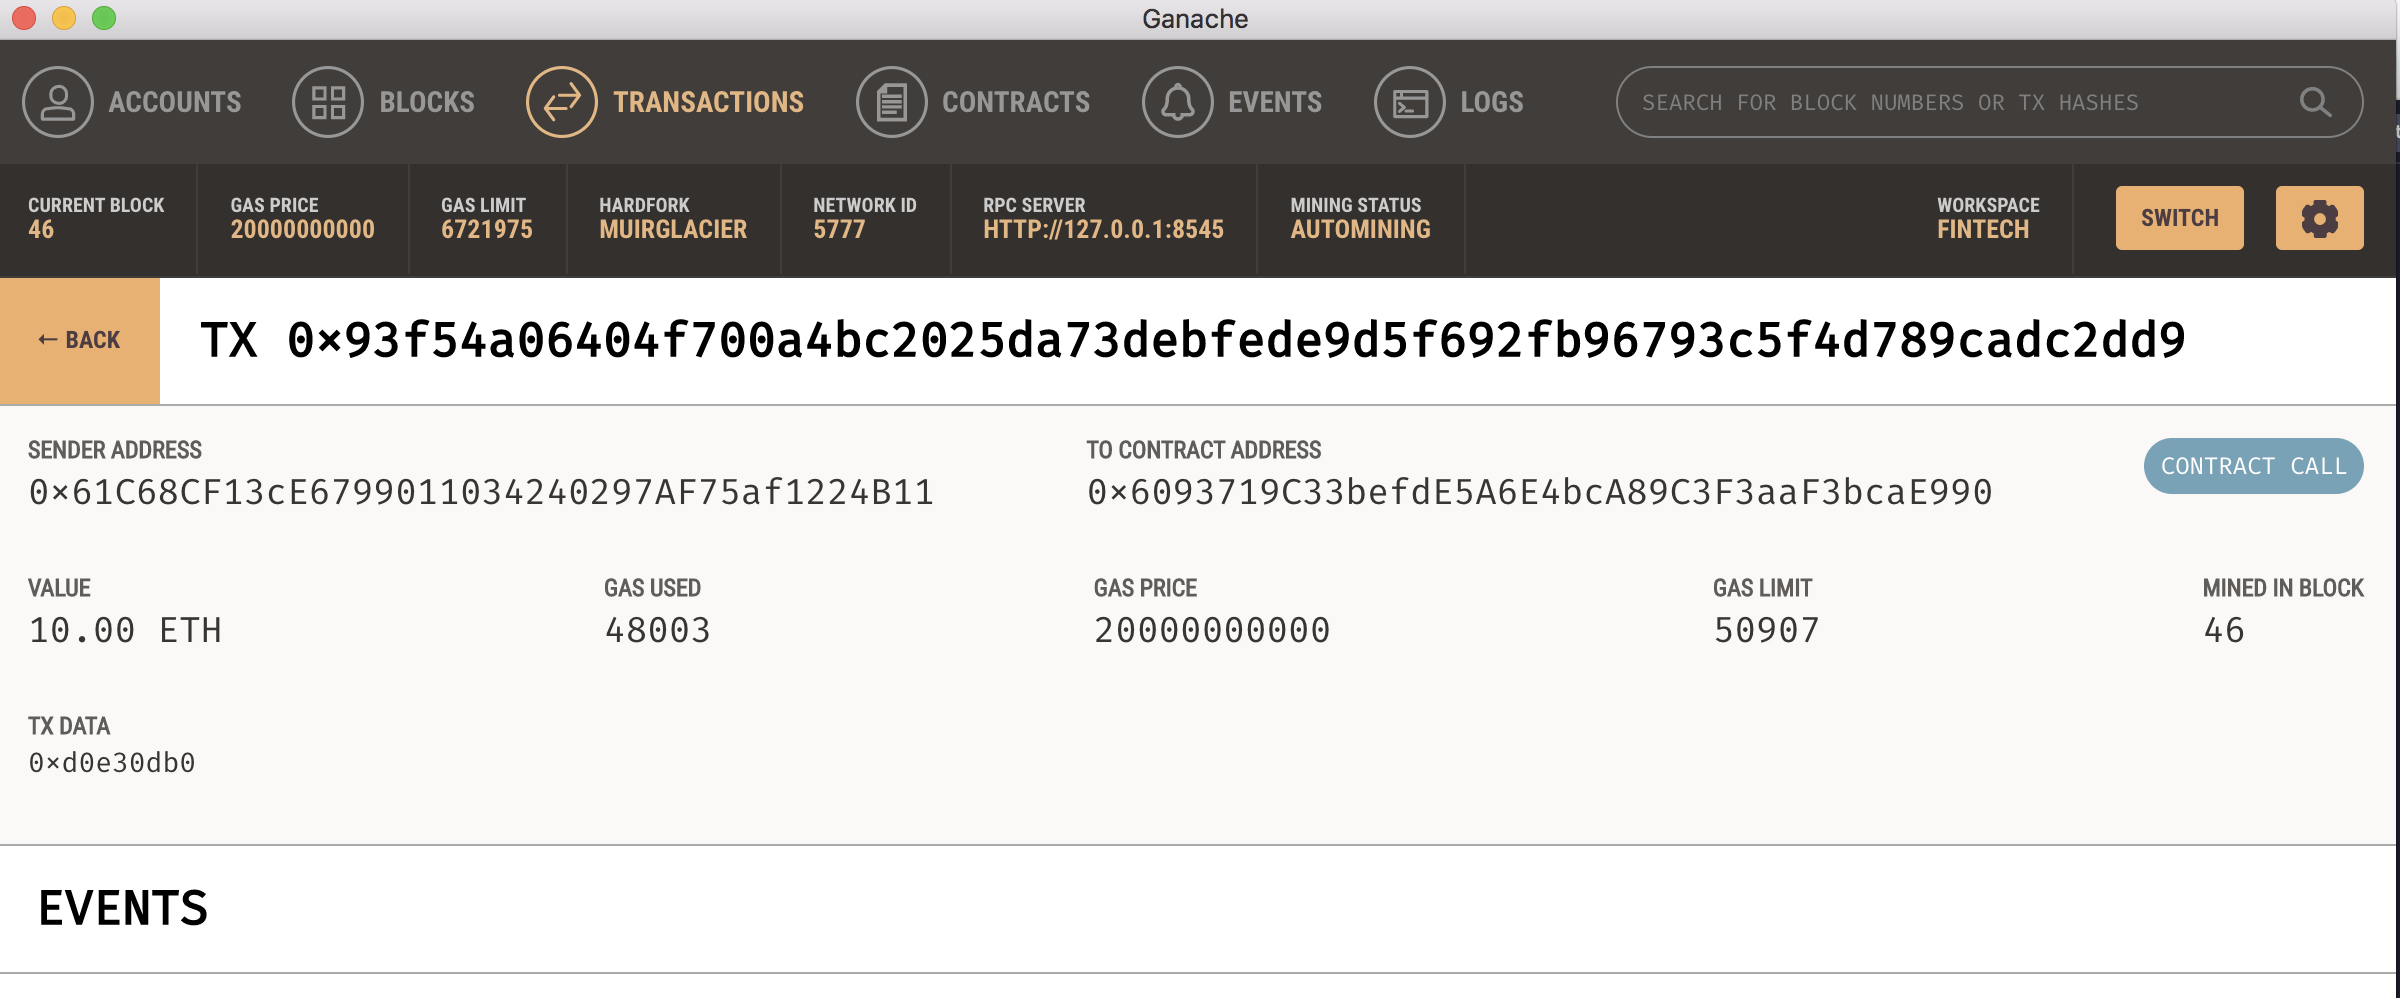 Ganache
ACCOUNTS BLOCKS TRANSACTIONS CONTRACTS EVENTS LOGS SEARCH FOR BLOCK NUMBERS OR TX HASHES
CURRENT BLOCK GAS PRICE GAS LIMIT HARDFORK NETWORK ID RPC SERVER MINING STATUS WORKSPACE
46 20000000000 6721975 MUIRGLACIER 5777 HTTP://127.0.0.1:8545 AUTOMINING FINTECH SWITCH
← BACK TX 0×93f54a06404f700a4bc2025da73debfede9d5f692fb96793c5f4d789cadc2dd9
SENDER ADDRESS TO CONTRACT ADDRESS
0×61C68CF13cE6799011034240297AF75af1224B11 0×6093719C33befdE5A6E4bcA89C3F3aaF3bcaE990 CONTRACT CALL
VALUE GAS USED GAS PRICE GAS LIMIT MINED IN BLOCK
10.00 ETH 48003 20000000000 50907 46
TX DATA
0×d0e30db0
EVENTS